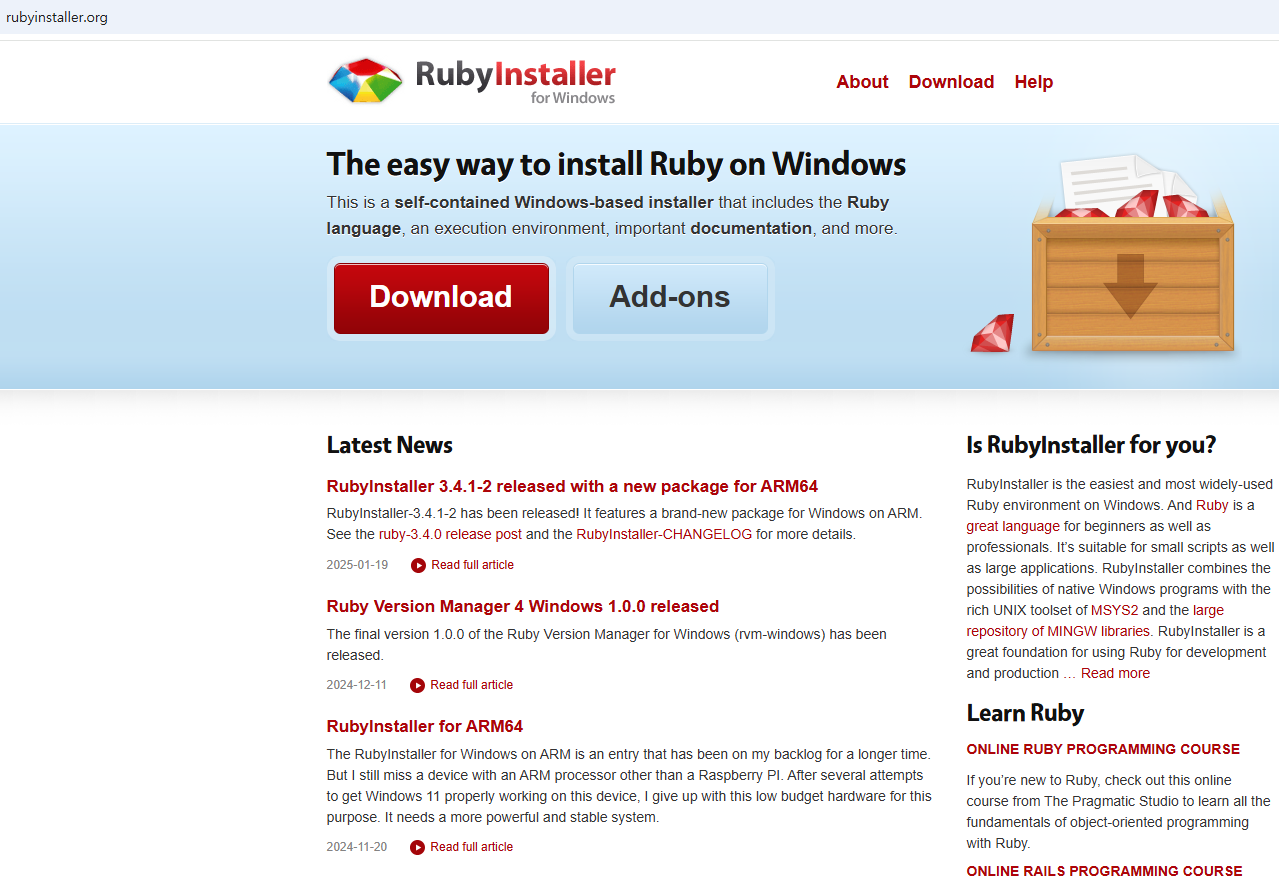 rubyinstaller.org
RubyInstaller
for Windows
About Download Help
The easy way to install Ruby on Windows
This is a self-contained Windows-based installer that includes the Ruby
language, an execution environment, important documentation, and more.
Download
Add-ons
Latest News
RubyInstaller 3.4.1-2 released with a new package for ARM64
RubyInstaller-3.4.1-2 has been released! It features a brand-new package for Windows on ARM.
See the ruby-3.4.0 release post and the RubyInstaller-CHANGELOG for more details.
2025-01-19 Read full article
Ruby Version Manager 4 Windows 1.0.0 released
The final version 1.0.0 of the Ruby Version Manager for Windows (rvm-windows) has been
released.
2024-12-11 Read full article
RubyInstaller for ARM64
The RubyInstaller for Windows on ARM is an entry that has been on my backlog for a longer time.
But I still miss a device with an ARM processor other than a Raspberry PI. After several attempts
to get Windows 11 properly working on this device, I give up with this low budget hardware for this
purpose. It needs a more powerful and stable system.
2024-11-20 Read full article
Is RubyInstaller for you?
RubyInstaller is the easiest and most widely-used
Ruby environment on Windows. And Ruby is a
great language for beginners as well as
professionals. It’s suitable for small scripts as well
as large applications. RubyInstaller combines the
possibilities of native Windows programs with the
rich UNIX toolset of MSYS2 and the large
repository of MINGW libraries. RubyInstaller is a
great foundation for using Ruby for development
and production … Read more
Learn Ruby
ONLINE RUBY PROGRAMMING COURSE
If you’re new to Ruby, check out this online
course from The Pragmatic Studio to learn all the
fundamentals of object-oriented programming
with Ruby.
ONLINE RAILS PROGRAMMING COURSE